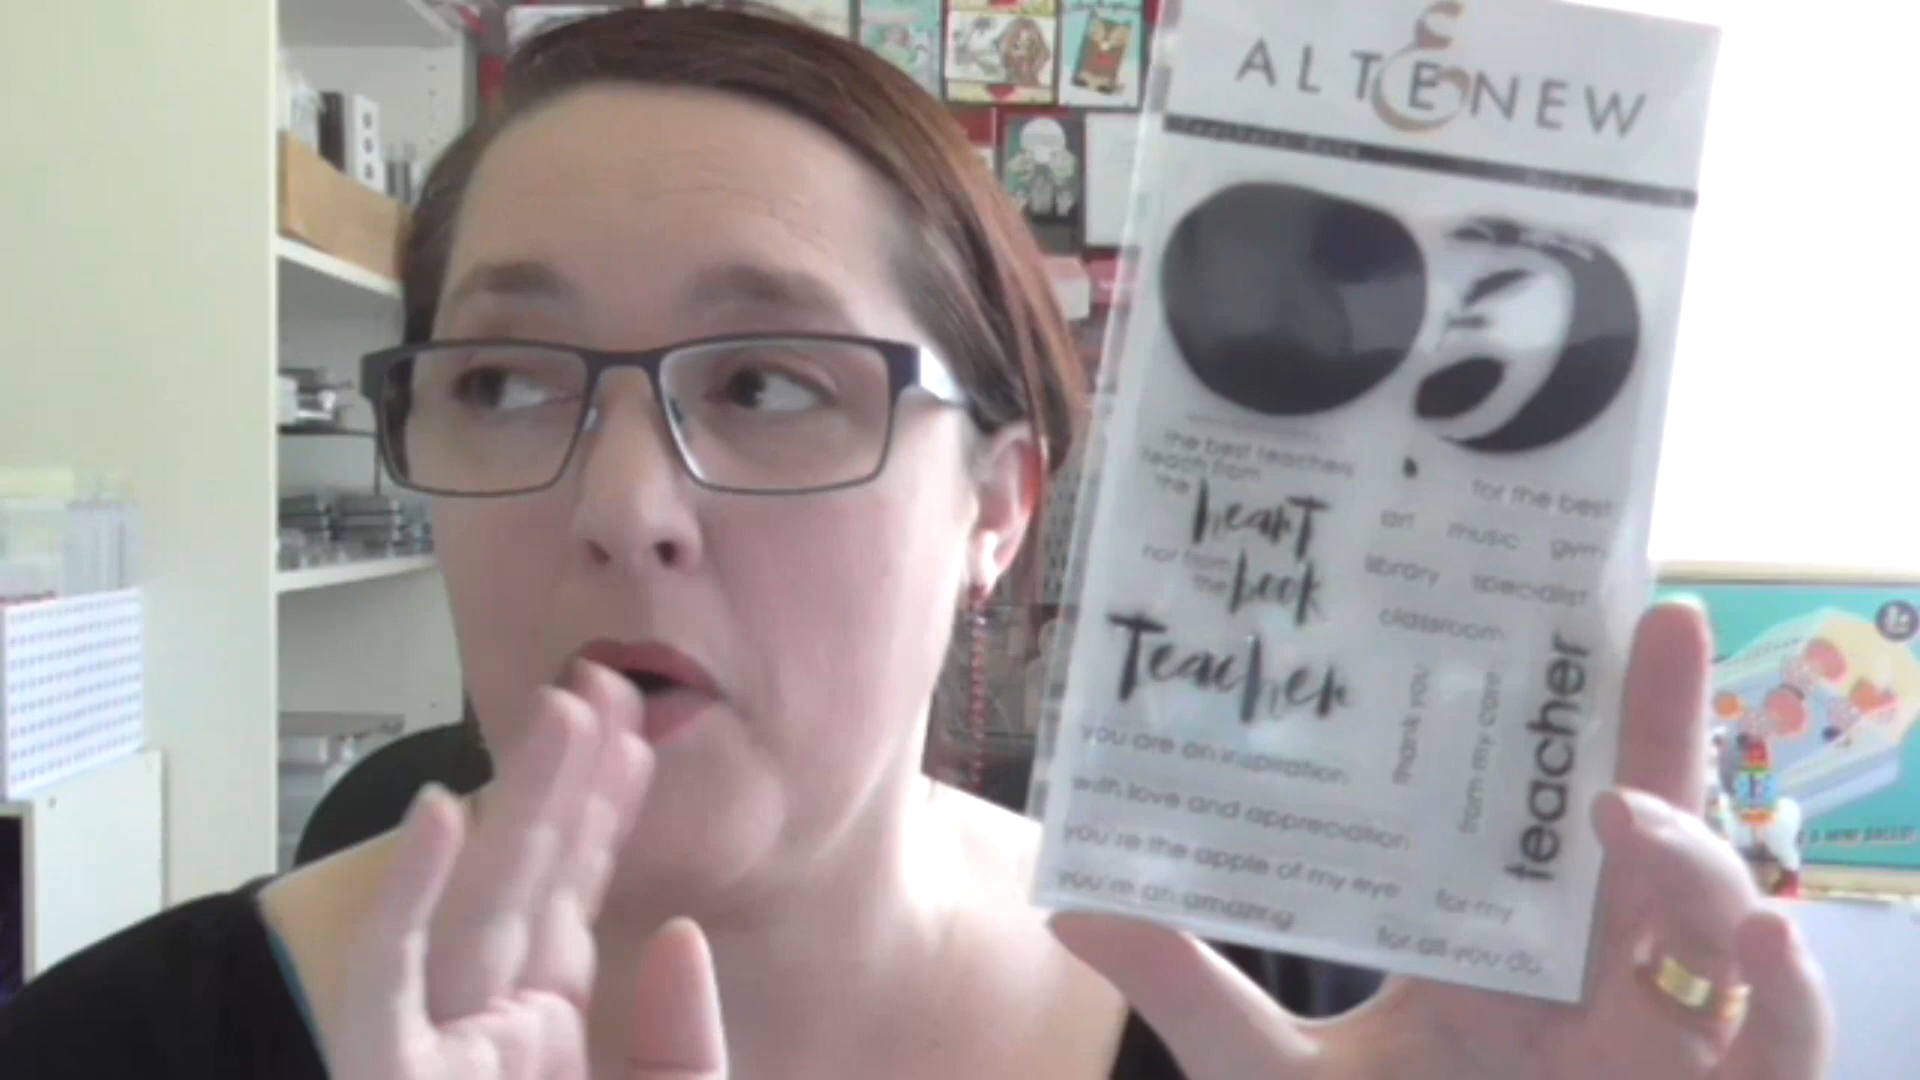 ALTENEW
the best teachers
teach from
the heart
not from
the book
Teacher
you are an inspiration
with love and appreciation
you're the apple of my eye
you're an amazing
for the best
art music gym
library specialist
classroom
thank you
from my
teacher
for my
for all you do